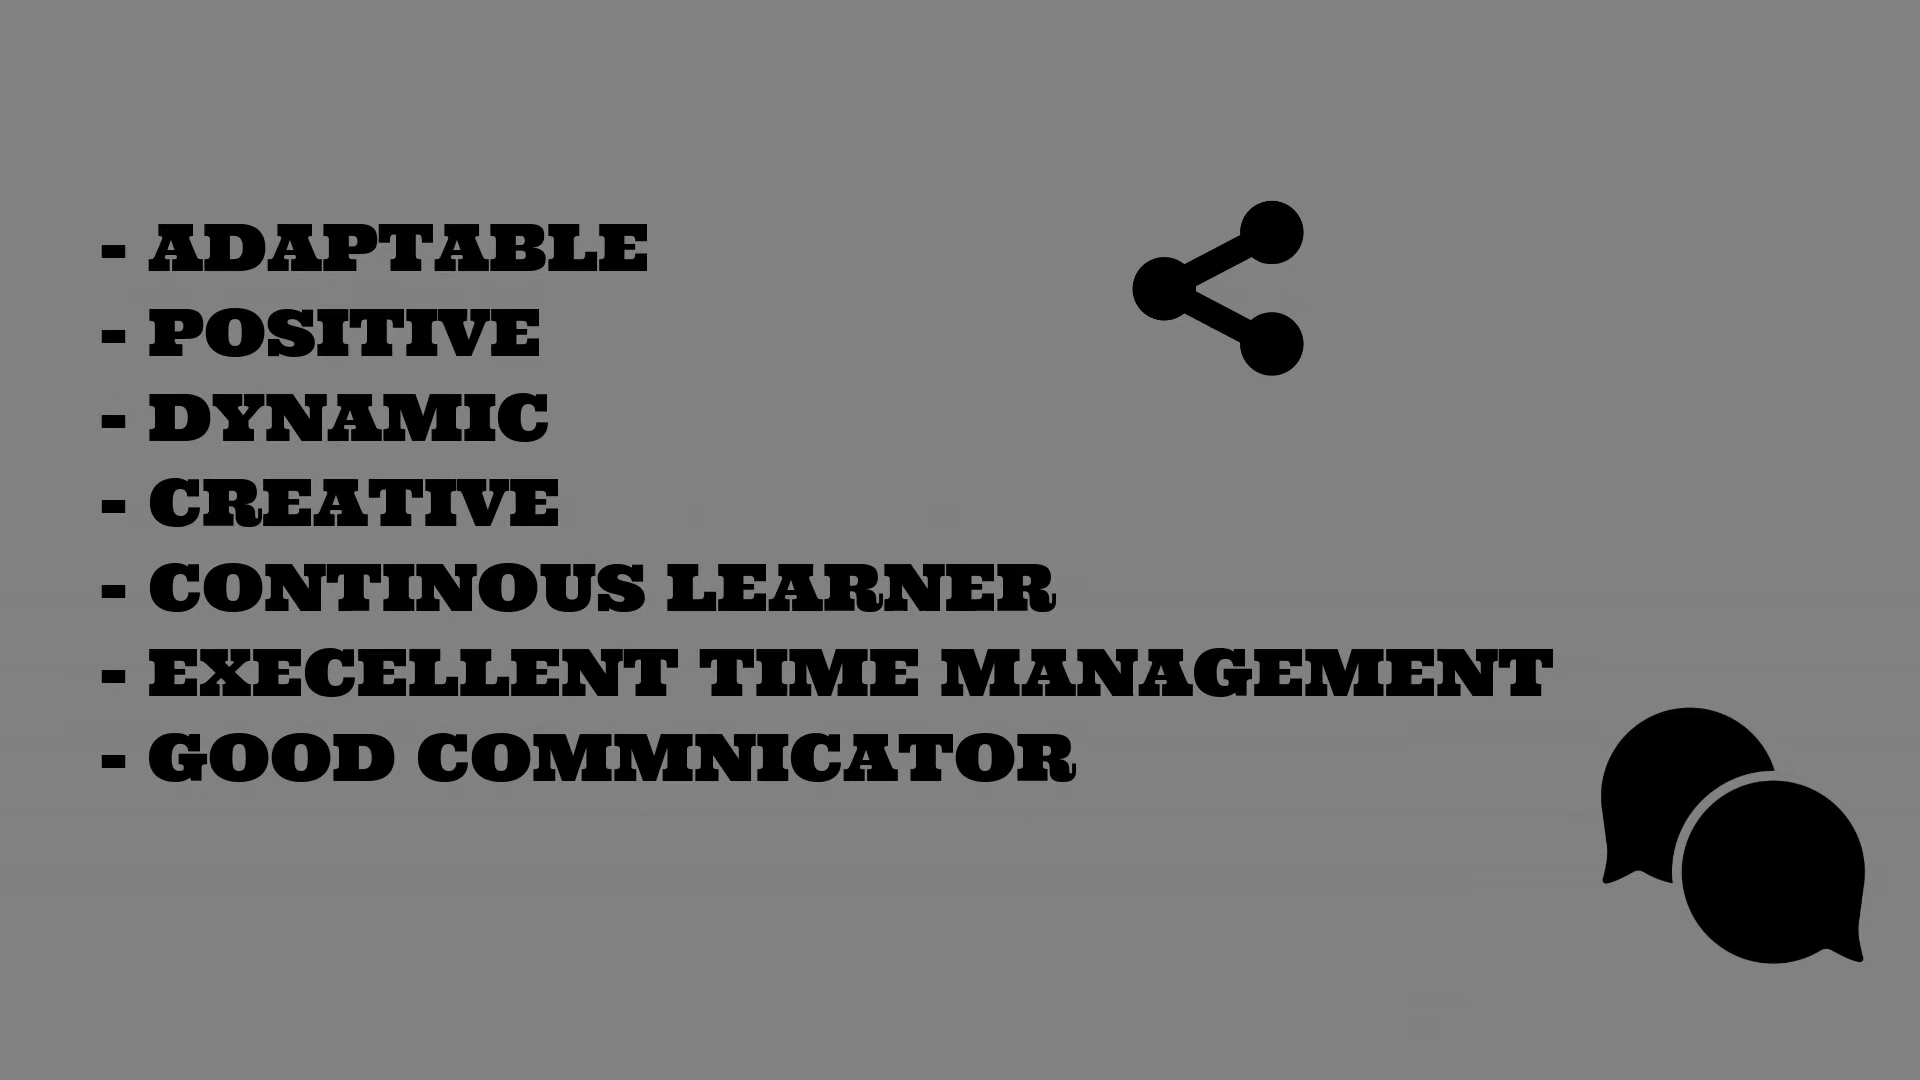 - ADAPTABLE
- POSITIVE
- DYNAMIC
- CREATIVE
- CONTINOUS LEARNER
- EXECELLENT TIME MANAGEMENT
- GOOD COMMNICATOR